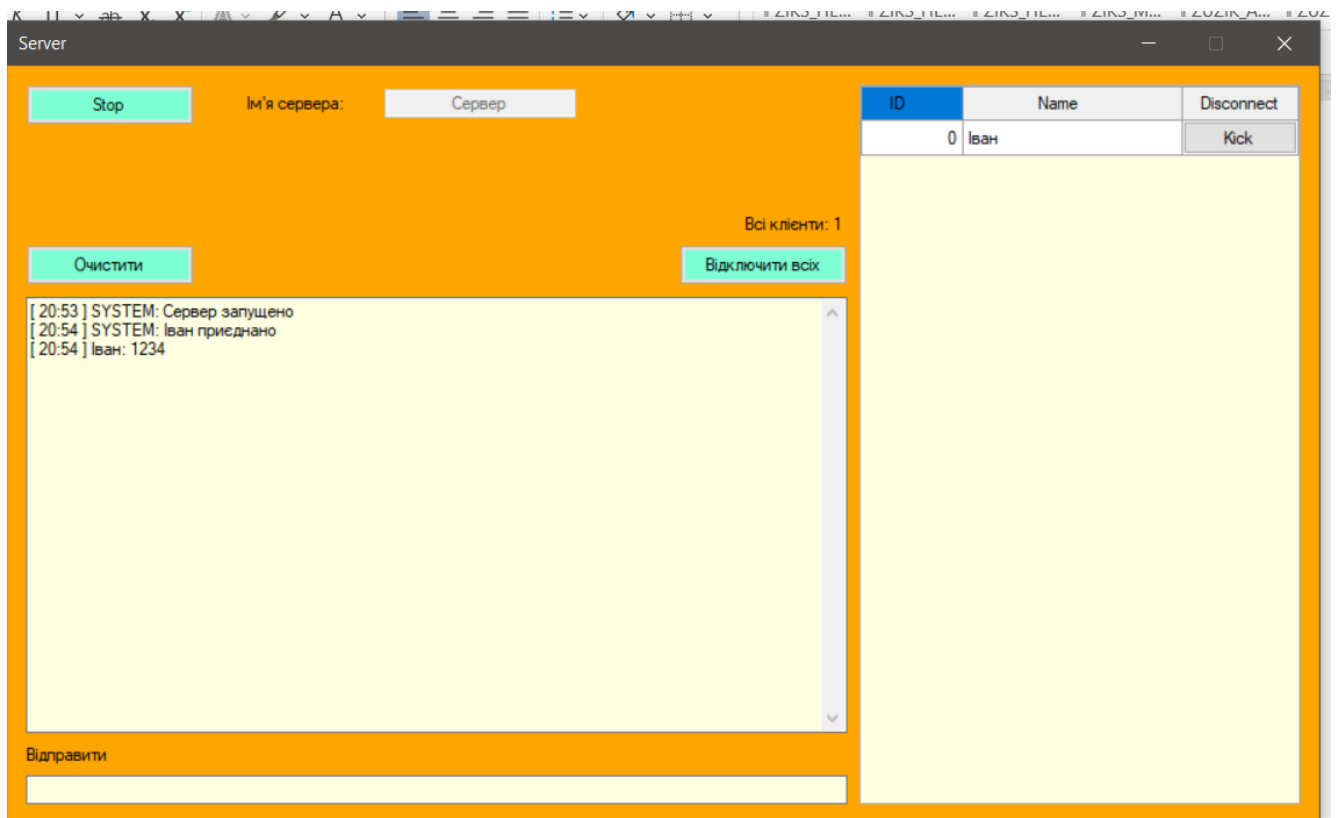 Server
Stop Ім'я сервера: Сервер
ID Name Disconnect
0 Іван Kick
Всі клієнти: 1
Очистити Відключити всіх
[ 20:53 ] SYSTEM: Сервер запущено
[ 20:54 ] SYSTEM: Іван приєднано
[ 20:54 ] Іван: 1234
Відправити